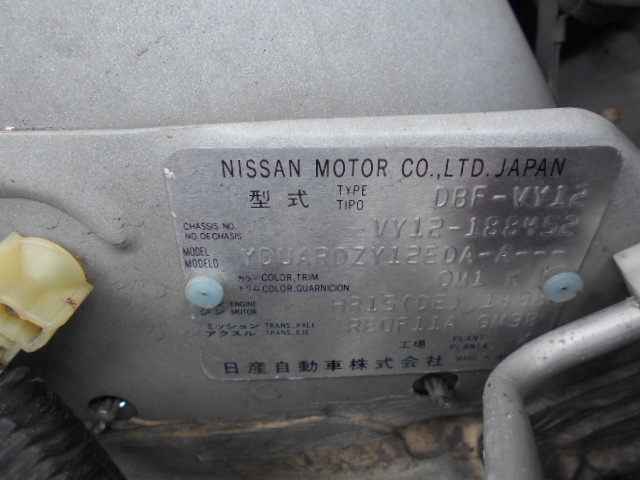 NISSAN MOTOR CO.,LTD. JAPAN
型式 TYPE TIPO DBF-VY12
CHASSIS NO. NO. DE CHASIS VY12-188452
MODEL MODELO
カラー トリム COLOR, TRIM COLOR, GUARNICION QM1
エンジン ENGINE MOTOR HR15(DE)
ミッション アクスル TRANS., AXLE TRANS., EJE RE0F11A
工場 PLANT PLANTA
日産自動車株式会社 MADE IN